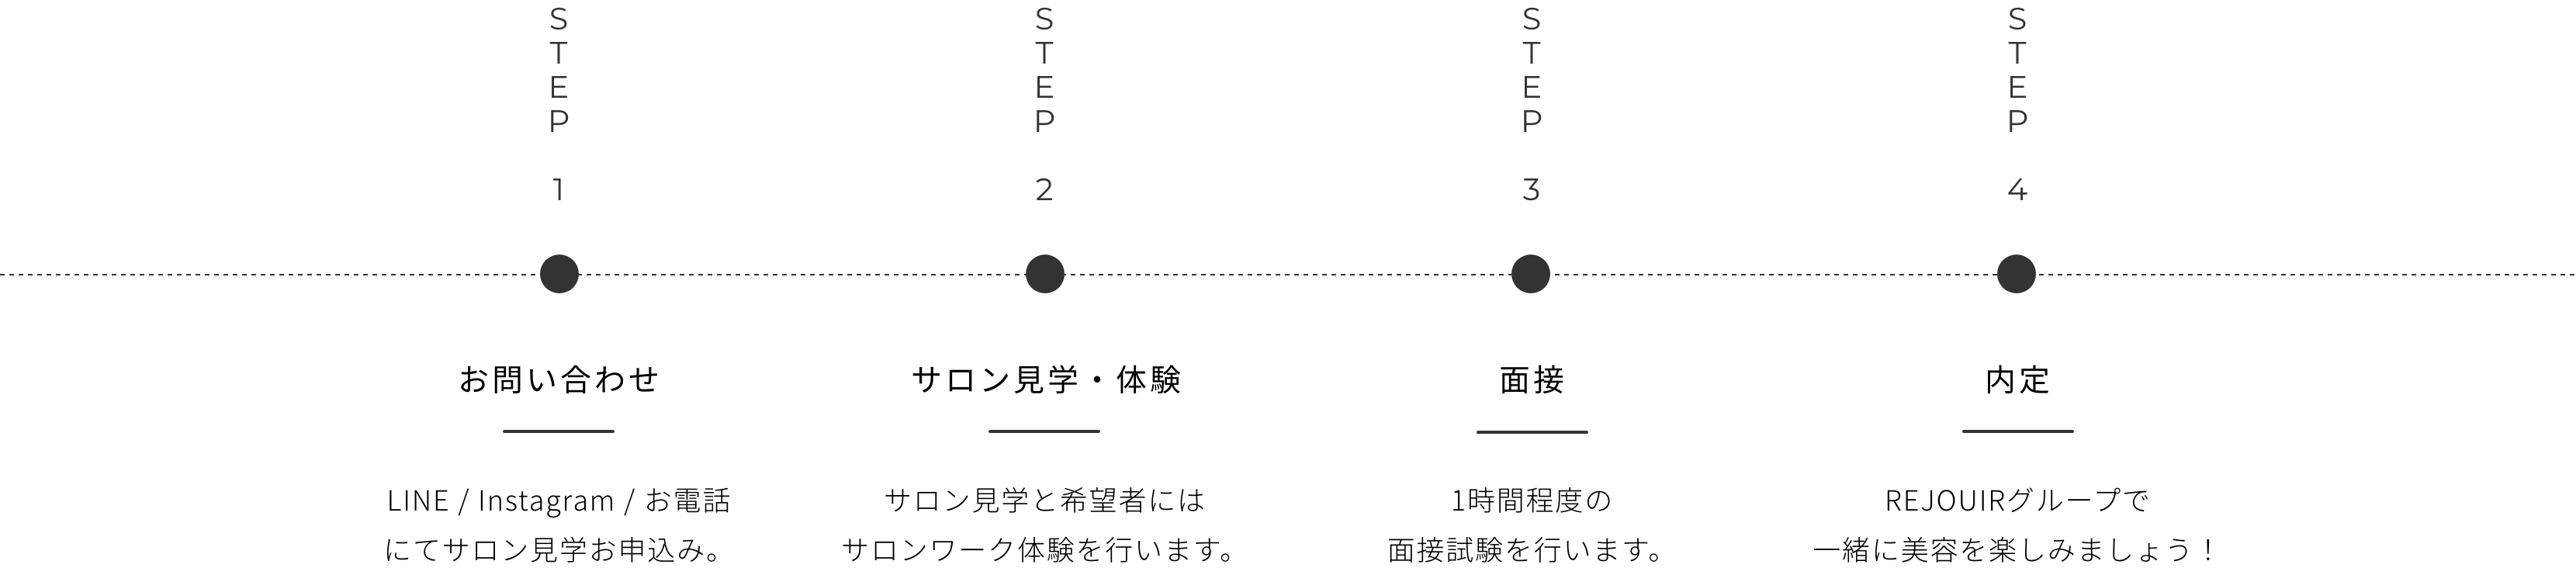 STEP 1
お問い合わせ
LINE / Instagram / お電話
にてサロン見学お申込み。
STEP 2
サロン見学・体験
サロン見学と希望者には
サロンワーク体験を行います。
STEP 3
面接
1時間程度の
面接試験を行います。
STEP 4
内定
REJOUIRグループで
一緒に美容を楽しみましょう！